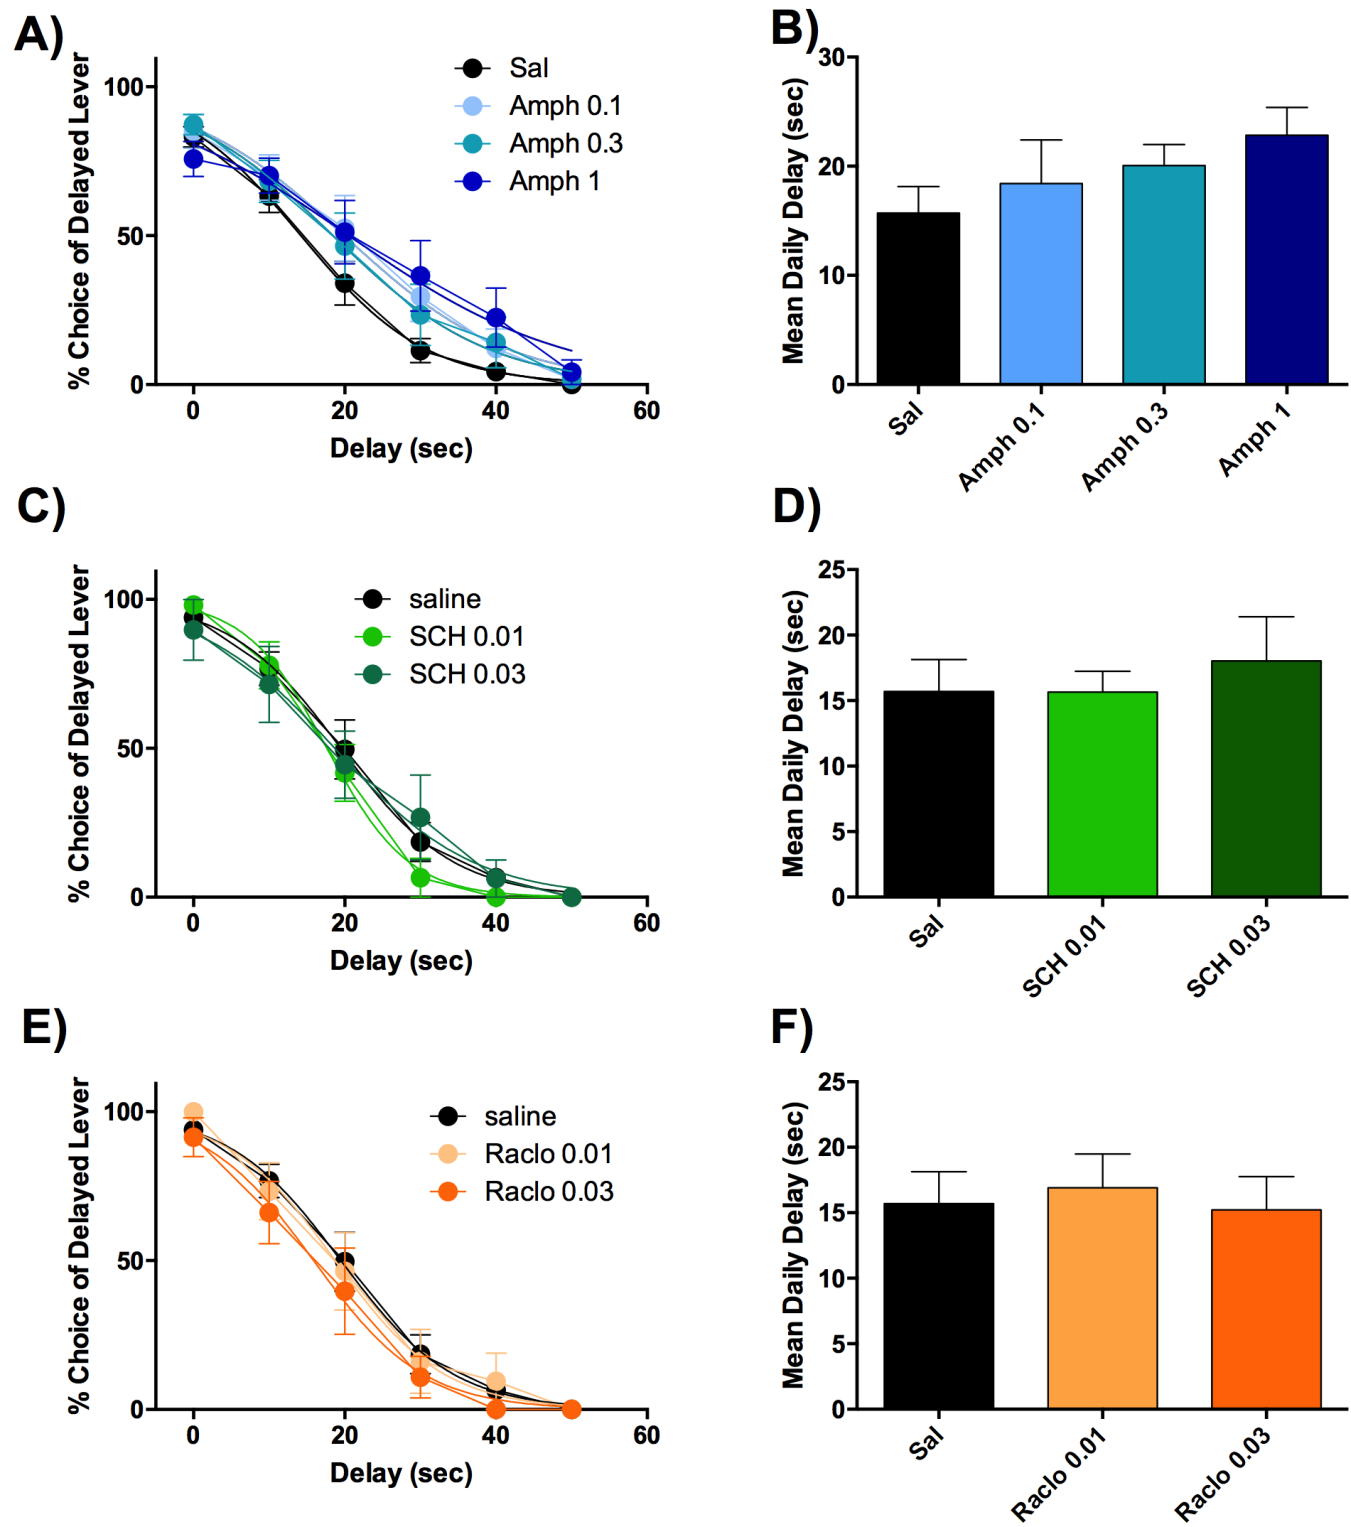 A)
% Choice of Delayed Lever
100
50
0
0 20 40 60
Delay (sec)
Sal
Amph 0.1
Amph 0.3
Amph 1
B)
Mean Daily Delay (sec)
30
20
10
0
Sal
Amph 0.1
Amph 0.3
Amph 1
C)
% Choice of Delayed Lever
100
50
0
0 20 40 60
Delay (sec)
saline
SCH 0.01
SCH 0.03
D)
Mean Daily Delay (sec)
25
20
15
10
5
0
Sal
SCH 0.01
SCH 0.03
E)
% Choice of Delayed Lever
100
50
0
0 20 40 60
Delay (sec)
saline
Raclo 0.01
Raclo 0.03
F)
Mean Daily Delay (sec)
25
20
15
10
5
0
Sal
Raclo 0.01
Raclo 0.03